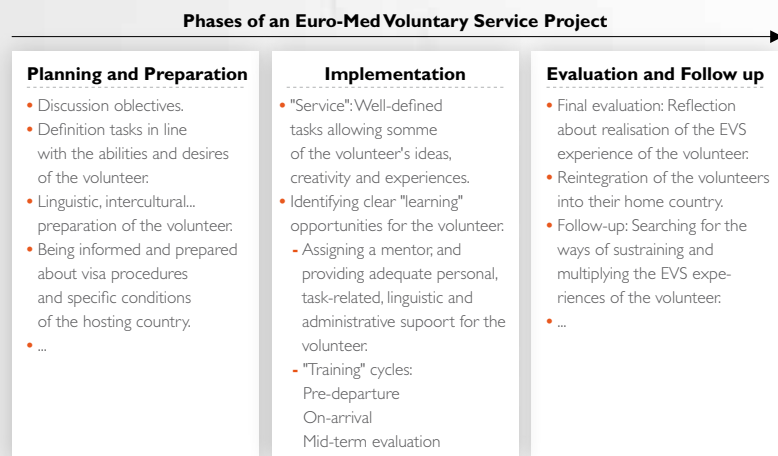 Phases of an Euro-Med Voluntary Service Project
Planning and Preparation
• Discussion oblectives.
• Definition tasks in line
with the abilities and desires
of the volunteer.
• Linguistic, intercultural...
preparation of the volunteer.
• Being informed and prepared
about visa procedures
and specific conditions
of the hosting country.
• ...
Implementation
• "Service": Well-defined
tasks allowing somme
of the volunteer's ideas,
creativity and experiences.
• Identifying clear "learning"
opportunities for the volunteer.
- Assigning a mentor, and
providing adequate personal,
task-related, linguistic and
administrative supoort for the
volunteer.
- "Training" cycles:
Pre-departure
On-arrival
Mid-term evaluation
Evaluation and Follow up
• Final evaluation: Reflection
about realisation of the EVS
experience of the volunteer.
• Reintegration of the volunteers
into their home country.
• Follow-up: Searching for the
ways of sustraining and
multiplying the EVS expe-
riences of the volunteer.
• ...